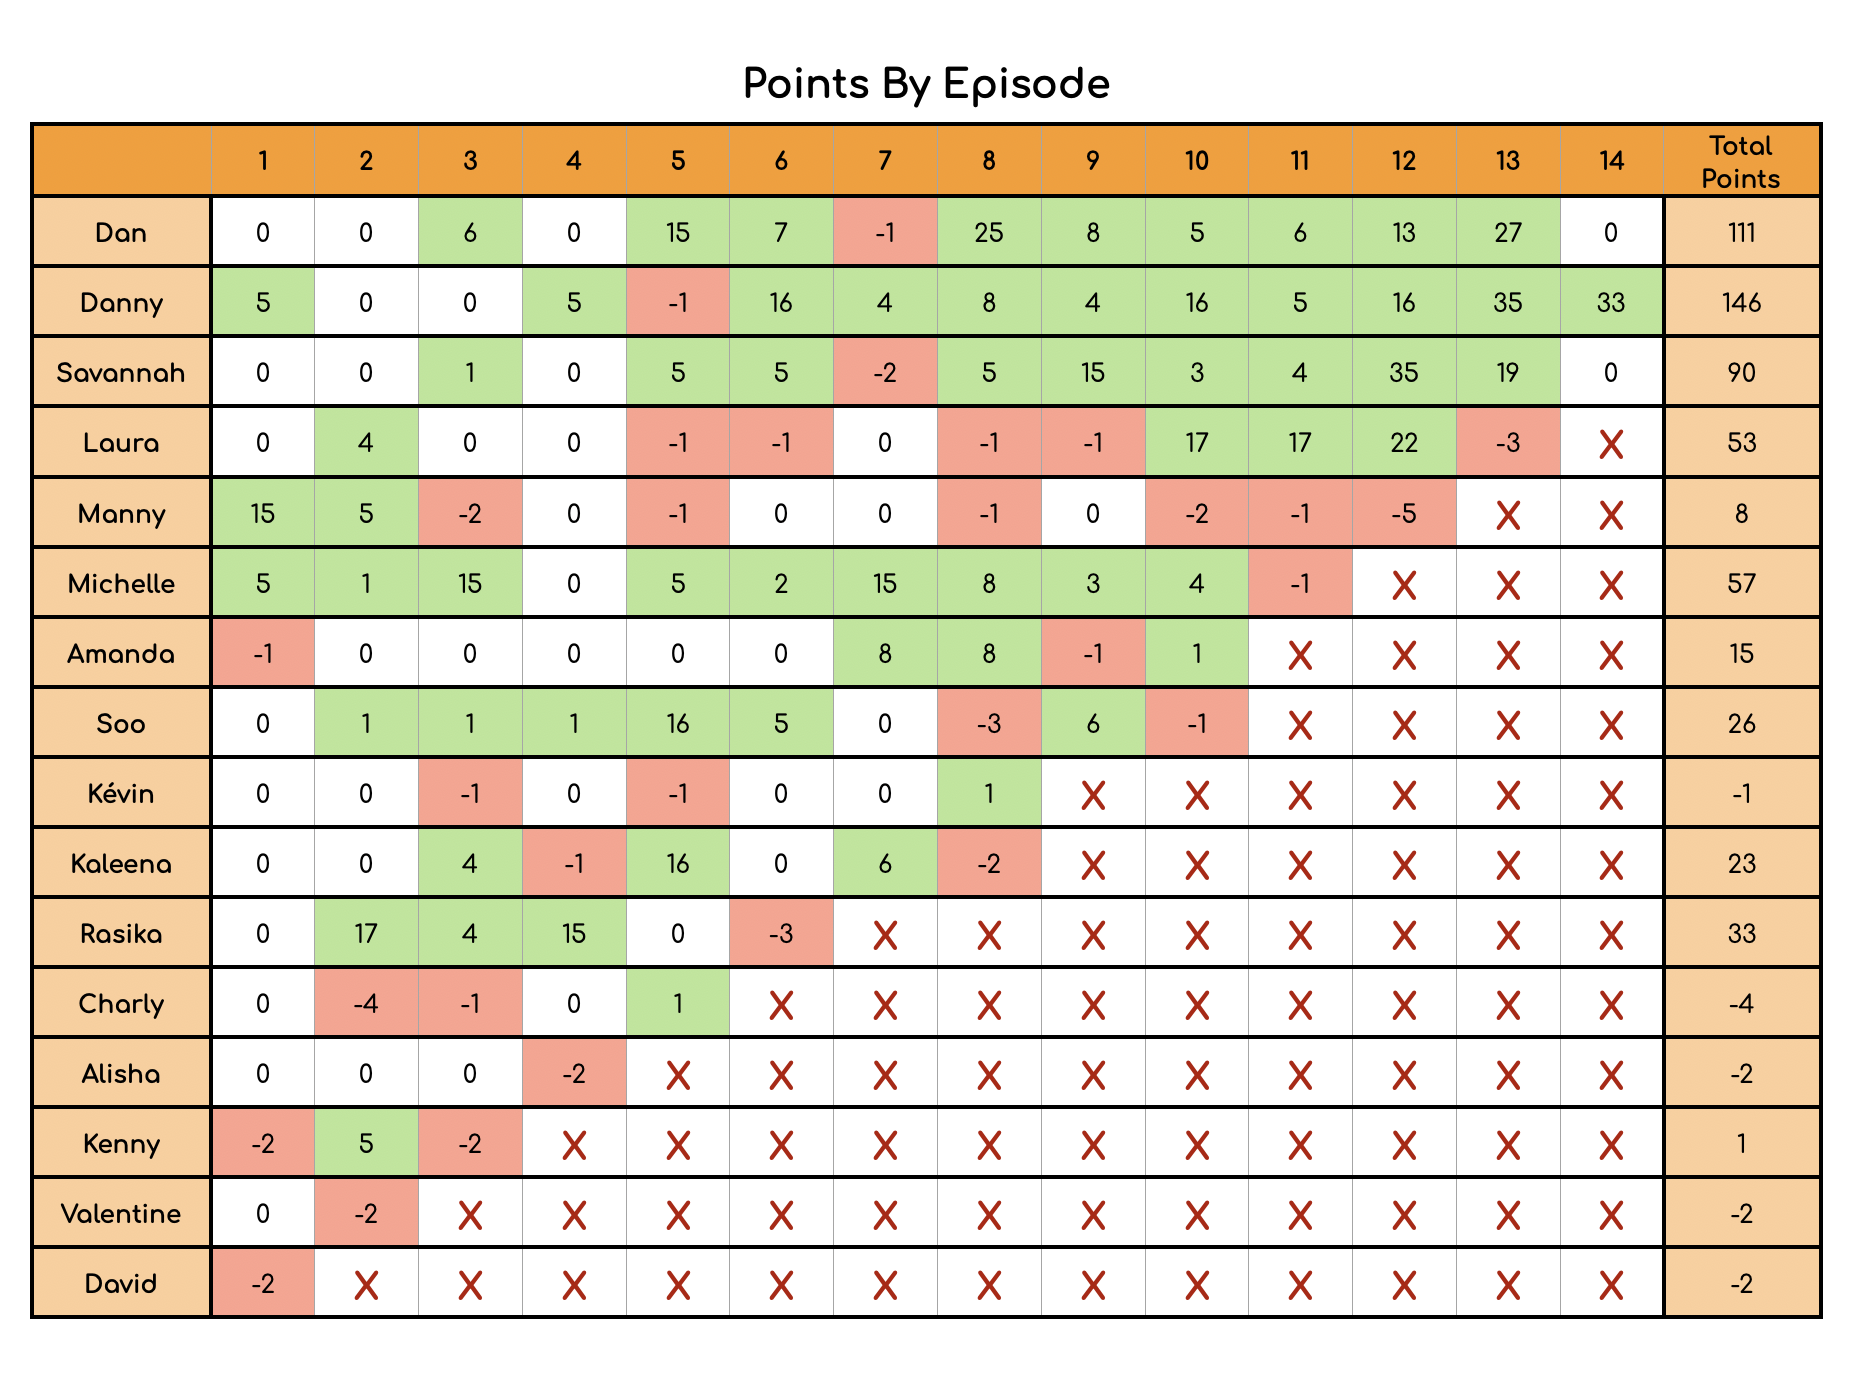 Points By Episode
1 2 3 4 5 6 7 8 9 10 11 12 13 14 Total Points
Dan 0 0 6 0 15 7 -1 25 8 5 6 13 27 0 111
Danny 5 0 0 5 -1 16 4 8 4 16 5 16 35 33 146
Savannah 0 0 1 0 5 5 -2 5 15 3 4 35 19 0 90
Laura 0 4 0 0 -1 -1 0 -1 -1 17 17 22 -3 X 53
Manny 15 5 -2 0 -1 0 0 -1 0 -2 -1 -5 X X 8
Michelle 5 1 15 0 5 2 15 8 3 4 -1 X X X 57
Amanda -1 0 0 0 0 0 8 8 -1 1 X X X X 15
Soo 0 1 1 1 16 5 0 -3 6 -1 X X X X 26
Kévin 0 0 -1 0 -1 0 0 1 X X X X X X -1
Kaleena 0 0 4 -1 16 0 6 -2 X X X X X X 23
Rasika 0 17 4 15 0 -3 X X X X X X X X 33
Charly 0 -4 -1 0 1 X X X X X X X X X -4
Alisha 0 0 0 -2 X X X X X X X X X X -2
Kenny -2 5 -2 X X X X X X X X X X X 1
Valentine 0 -2 X X X X X X X X X X X X -2
David -2 X X X X X X X X X X X X X -2